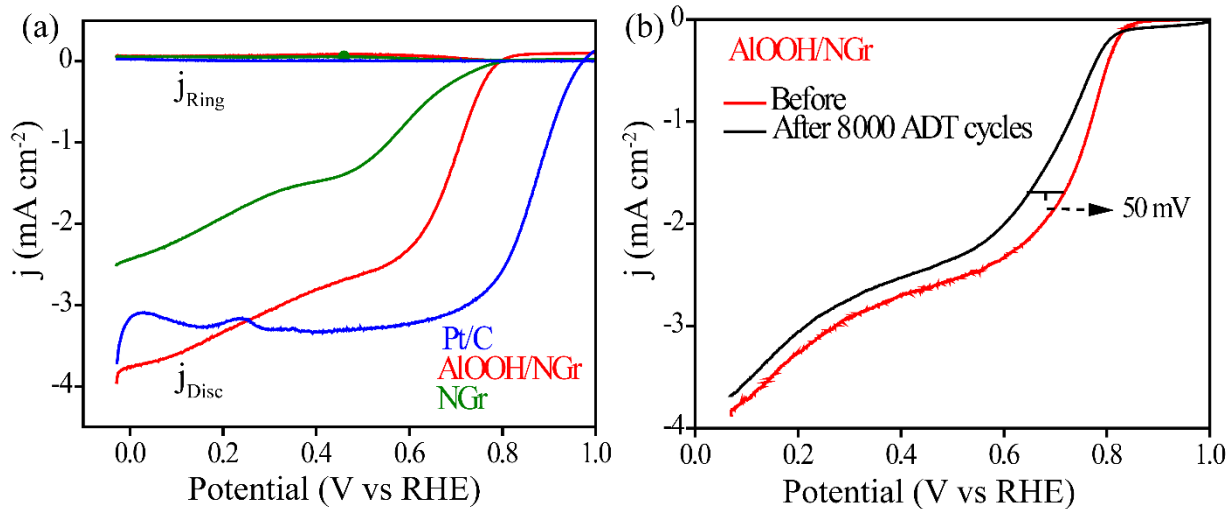 (a)
0
-1
-2
-3
-4
j (mA cm-2)
jRing
jDisc
Pt/C
AlOOH/NGr
NGr
0.0 0.2 0.4 0.6 0.8 1.0
Potential (V vs RHE)
(b)
0
-1
-2
-3
-4
j (mA cm-2)
AlOOH/NGr
Before
After 8000 ADT cycles
50 mV
0.0 0.2 0.4 0.6 0.8 1.0
Potential (V vs RHE)